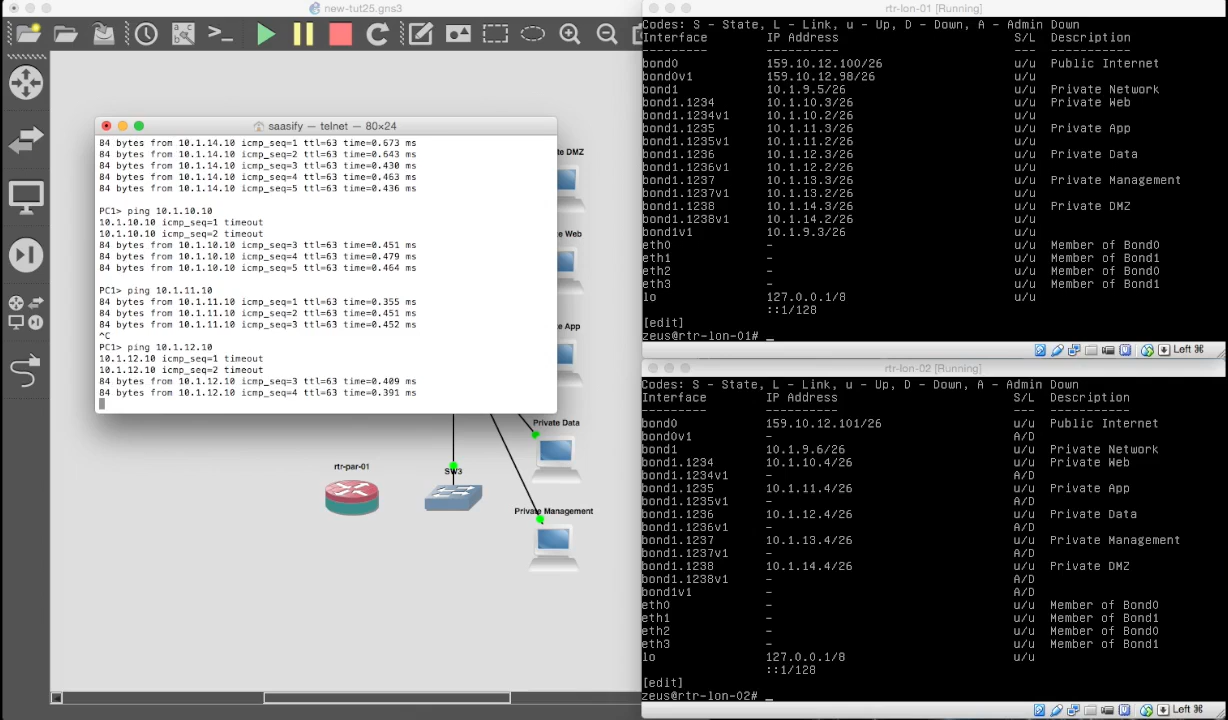 new-tut25.gns3
saasify — telnet — 80×24
84 bytes from 10.1.14.10 icmp_seq=1 ttl=63 time=0.673 ms
84 bytes from 10.1.14.10 icmp_seq=2 ttl=63 time=0.643 ms
84 bytes from 10.1.14.10 icmp_seq=3 ttl=63 time=0.430 ms
84 bytes from 10.1.14.10 icmp_seq=4 ttl=63 time=0.463 ms
84 bytes from 10.1.14.10 icmp_seq=5 ttl=63 time=0.436 ms
PC1> ping 10.1.10.10
10.1.10.10 icmp_seq=1 timeout
10.1.10.10 icmp_seq=2 timeout
84 bytes from 10.1.10.10 icmp_seq=3 ttl=63 time=0.451 ms
84 bytes from 10.1.10.10 icmp_seq=4 ttl=63 time=0.479 ms
84 bytes from 10.1.10.10 icmp_seq=5 ttl=63 time=0.464 ms
PC1> ping 10.1.11.10
84 bytes from 10.1.11.10 icmp_seq=1 ttl=63 time=0.355 ms
84 bytes from 10.1.11.10 icmp_seq=2 ttl=63 time=0.451 ms
84 bytes from 10.1.11.10 icmp_seq=3 ttl=63 time=0.452 ms
^C
PC1> ping 10.1.12.10
10.1.12.10 icmp_seq=1 timeout
10.1.12.10 icmp_seq=2 timeout
84 bytes from 10.1.12.10 icmp_seq=3 ttl=63 time=0.409 ms
84 bytes from 10.1.12.10 icmp_seq=4 ttl=63 time=0.391 ms
te DMZ
e Web
e App
Private Data
rtr-par-01
SW3
Private Management
rtr-lon-01 [Running]
Codes: S - State, L - Link, u - Up, D - Down, A - Admin Down
Interface IP Address S/L Description
--------- ---------- --- -----------
bond0 159.10.12.100/26 u/u Public Internet
bond0v1 159.10.12.98/26 u/u
bond1 10.1.9.5/26 u/u Private Network
bond1.1234 10.1.10.3/26 u/u Private Web
bond1.1234v1 10.1.10.2/26 u/u
bond1.1235 10.1.11.3/26 u/u Private App
bond1.1235v1 10.1.11.2/26 u/u
bond1.1236 10.1.12.3/26 u/u Private Data
bond1.1236v1 10.1.12.2/26 u/u
bond1.1237 10.1.13.3/26 u/u Private Management
bond1.1237v1 10.1.13.2/26 u/u
bond1.1238 10.1.14.3/26 u/u Private DMZ
bond1.1238v1 10.1.14.2/26 u/u
bond1v1 10.1.9.3/26 u/u
eth0 - u/u Member of Bond0
eth1 - u/u Member of Bond1
eth2 - u/u Member of Bond0
eth3 - u/u Member of Bond1
lo 127.0.0.1/8 u/u
::1/128
[edit]
zeus@rtr-lon-01# _
Left ⌘
rtr-lon-02 [Running]
Codes: S - State, L - Link, u - Up, D - Down, A - Admin Down
Interface IP Address S/L Description
--------- ---------- --- -----------
bond0 159.10.12.101/26 u/u Public Internet
bond0v1 - A/D
bond1 10.1.9.6/26 u/u Private Network
bond1.1234 10.1.10.4/26 u/u Private Web
bond1.1234v1 - A/D
bond1.1235 10.1.11.4/26 u/u Private App
bond1.1235v1 - A/D
bond1.1236 10.1.12.4/26 u/u Private Data
bond1.1236v1 - A/D
bond1.1237 10.1.13.4/26 u/u Private Management
bond1.1237v1 - A/D
bond1.1238 10.1.14.4/26 u/u Private DMZ
bond1.1238v1 - A/D
bond1v1 - A/D
eth0 - u/u Member of Bond0
eth1 - u/u Member of Bond1
eth2 - u/u Member of Bond0
eth3 - u/u Member of Bond1
lo 127.0.0.1/8 u/u
::1/128
[edit]
zeus@rtr-lon-02# _
Left ⌘